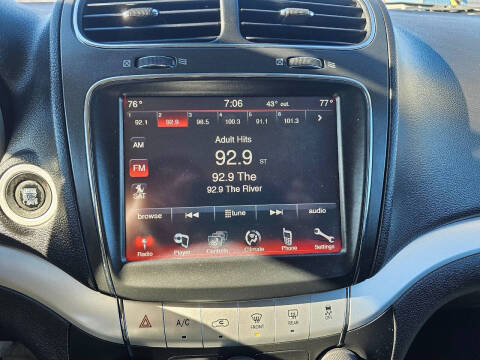 76° 7:06 43° out. 77°
1 2 3 4 5 6
92.1 92.9 98.5 100.3 91.1 101.3
Adult Hits
AM
92.9 ST
FM
92.9 The
92.9 The River
SAT
browse tune audio
Radio Player Controls Climate Phone Settings
A/C FRONT REAR OFF